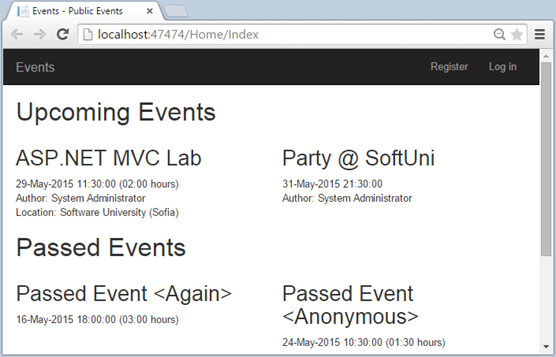 Events - Public Events
localhost:47474/Home/Index
Events Register Log in
Upcoming Events
ASP.NET MVC Lab
29-May-2015 11:30:00 (02:00 hours)
Author: System Administrator
Location: Software University (Sofia)
Party @ SoftUni
31-May-2015 21:30:00
Author: System Administrator
Passed Events
Passed Event <Again>
16-May-2015 18:00:00 (03:00 hours)
Passed Event
<Anonymous>
24-May-2015 10:30:00 (01:30 hours)